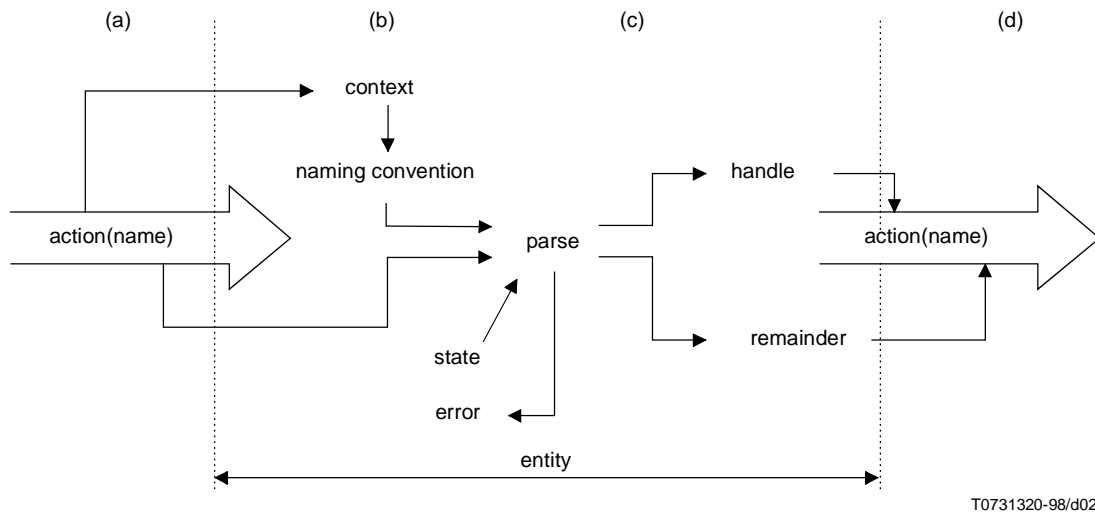 (a)
(b)
(c)
(d)
context
naming convention
handle
action(name)
parse
action(name)
state
remainder
error
entity
T0731320-98/d02